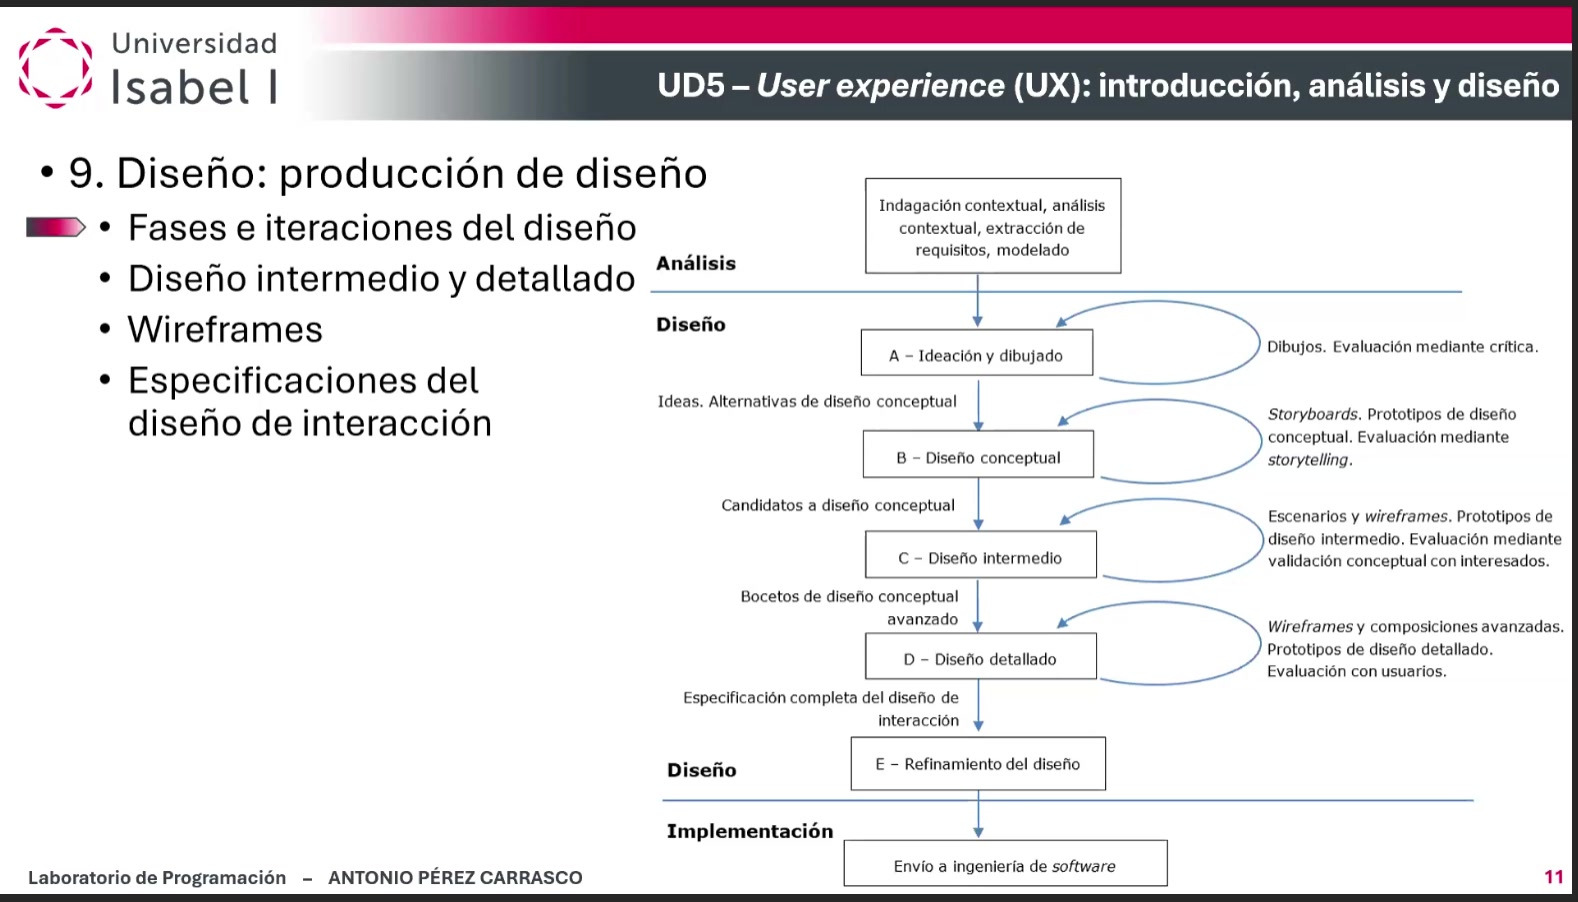 Universidad
Isabel I
UD5 – User experience (UX): introducción, análisis y diseño
• 9. Diseño: producción de diseño
• Fases e iteraciones del diseño
• Diseño intermedio y detallado
• Wireframes
• Especificaciones del
diseño de interacción
Indagación contextual, análisis
contextual, extracción de
requisitos, modelado
Análisis
Diseño
A – Ideación y dibujado
Dibujos. Evaluación mediante crítica.
Ideas. Alternativas de diseño conceptual
B – Diseño conceptual
Storyboards. Prototipos de diseño
conceptual. Evaluación mediante
storytelling.
Candidatos a diseño conceptual
C – Diseño intermedio
Escenarios y wireframes. Prototipos de
diseño intermedio. Evaluación mediante
validación conceptual con interesados.
Bocetos de diseño conceptual
avanzado
D – Diseño detallado
Wireframes y composiciones avanzadas.
Prototipos de diseño detallado.
Evaluación con usuarios.
Especificación completa del diseño de
interacción
E – Refinamiento del diseño
Diseño
Implementación
Envío a ingeniería de software
Laboratorio de Programación – ANTONIO PÉREZ CARRASCO
11